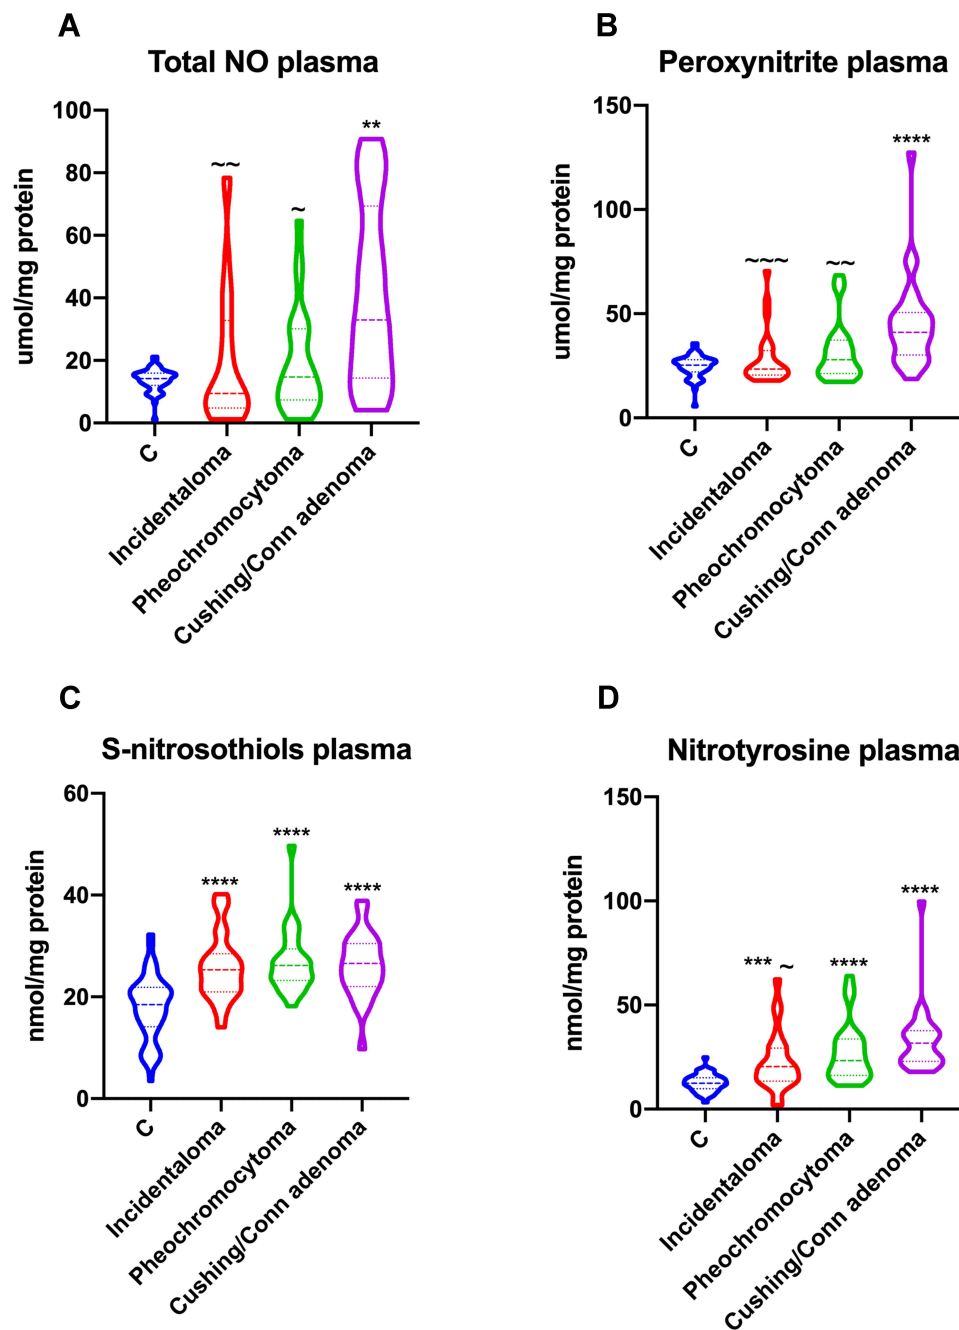 A
Total NO plasma
umol/mg protein
100
80
60
40
20
0
~~
~
**
C
Incidentaloma
Pheochromocytoma
Cushing/Conn adenoma
B
Peroxynitrite plasma
umol/mg protein
150
100
50
0
~~~
~~
****
C
Incidentaloma
Pheochromocytoma
Cushing/Conn adenoma
C
S-nitrosothiols plasma
nmol/mg protein
60
40
20
0
****
****
****
C
Incidentaloma
Pheochromocytoma
Cushing/Conn adenoma
D
Nitrotyrosine plasma
nmol/mg protein
150
100
50
0
*** ~
****
****
C
Incidentaloma
Pheochromocytoma
Cushing/Conn adenoma